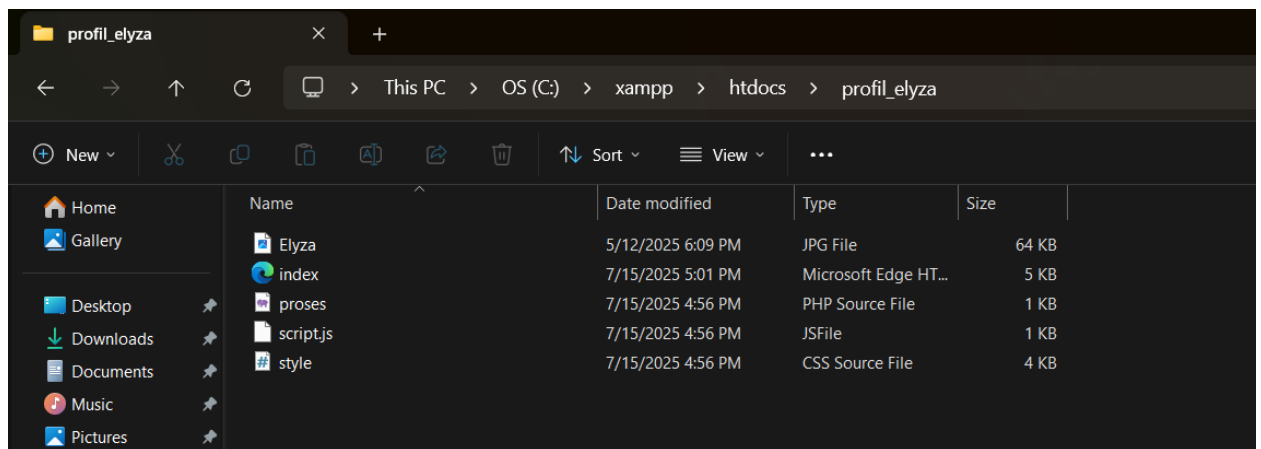 profil_elyza
This PC > OS (C:) > xampp > htdocs > profil_elyza
New Sort View
Name Date modified Type Size
Home
Gallery
Desktop
Downloads
Documents
Music
Pictures
Elyza 5/12/2025 6:09 PM JPG File 64 KB
index 7/15/2025 5:01 PM Microsoft Edge HT... 5 KB
proses 7/15/2025 4:56 PM PHP Source File 1 KB
script.js 7/15/2025 4:56 PM JSFile 1 KB
style 7/15/2025 4:56 PM CSS Source File 4 KB